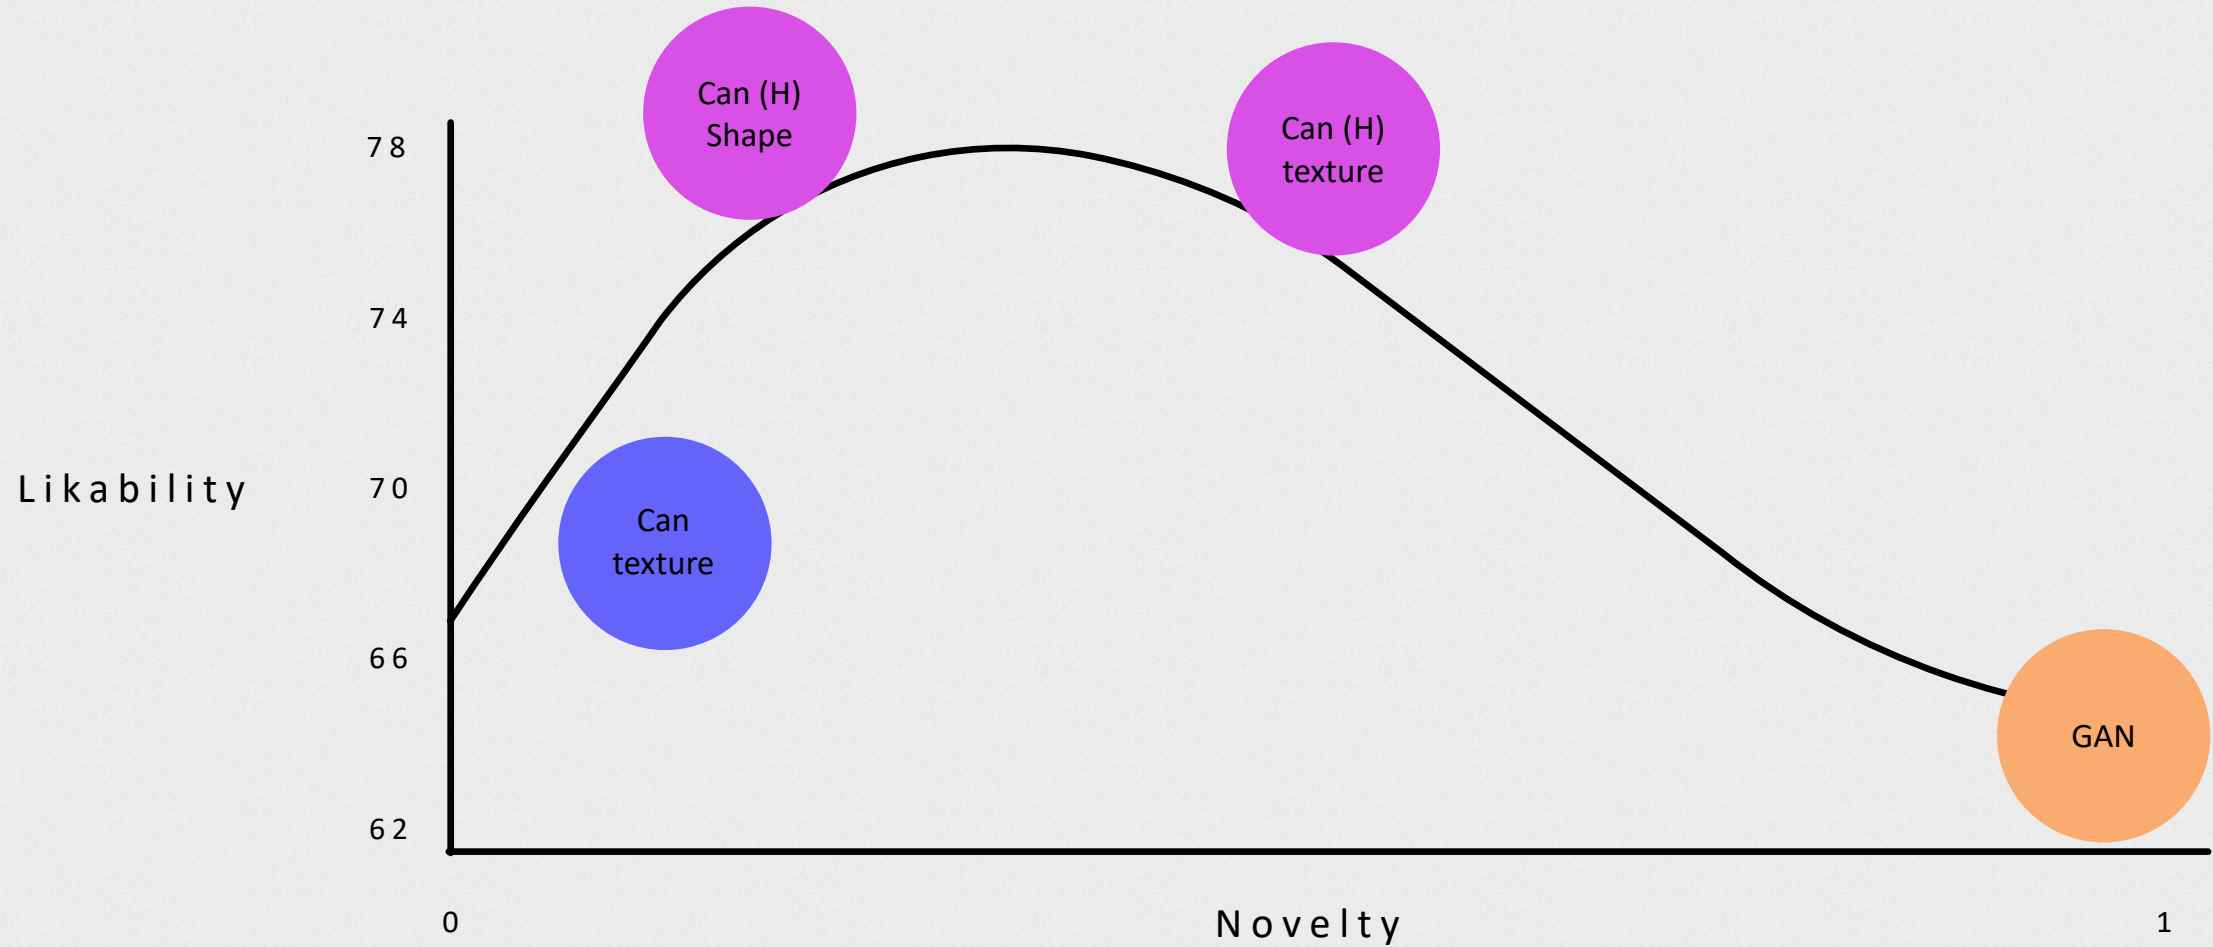 Can (H)
Shape
Can (H)
texture
78
74
Likability
70
Can
texture
66
GAN
62
0
Novelty
1